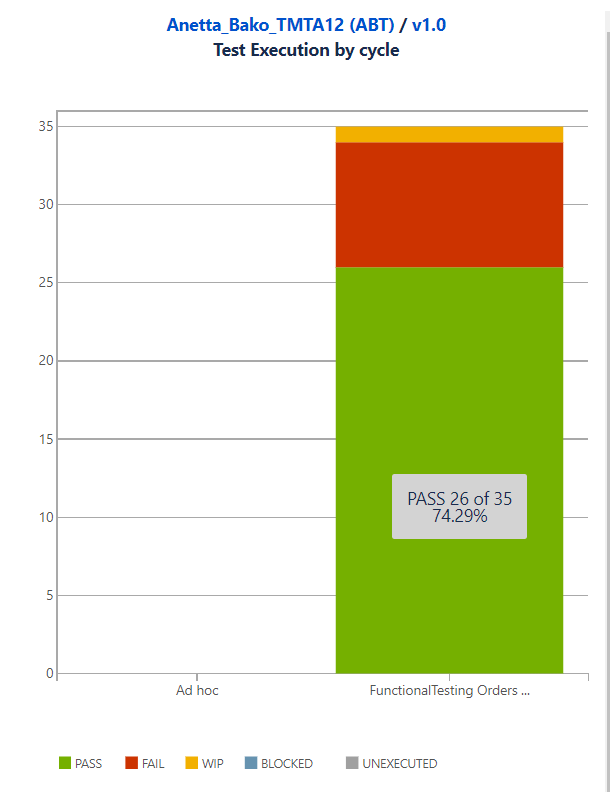 Anetta_Bako_TMTA12 (ABT) / v1.0
Test Execution by cycle
35
30
25
20
15
10
5
0
PASS 26 of 35
74.29%
Ad hoc
FunctionalTesting Orders ...
PASS
FAIL
WIP
BLOCKED
UNEXECUTED